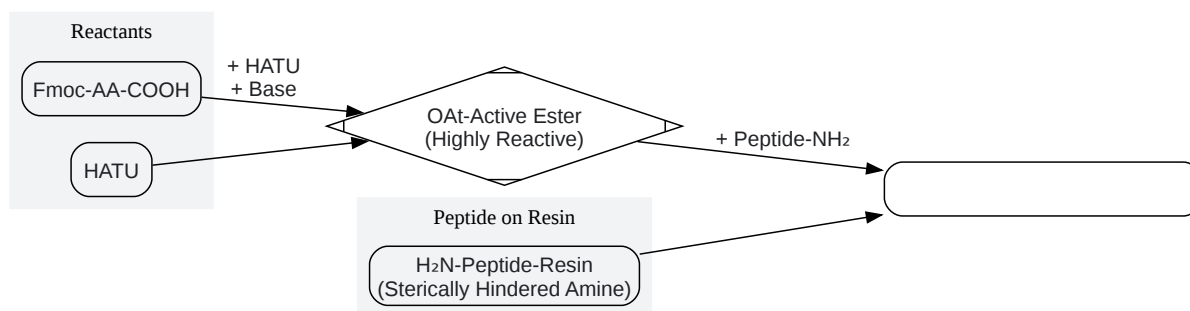 Reactants
Fmoc-AA-COOH
HATU
+ HATU
+ Base
OAt-Active Ester
(Highly Reactive)
+ Peptide-NH₂
Peptide on Resin
H₂N-Peptide-Resin
(Sterically Hindered Amine)